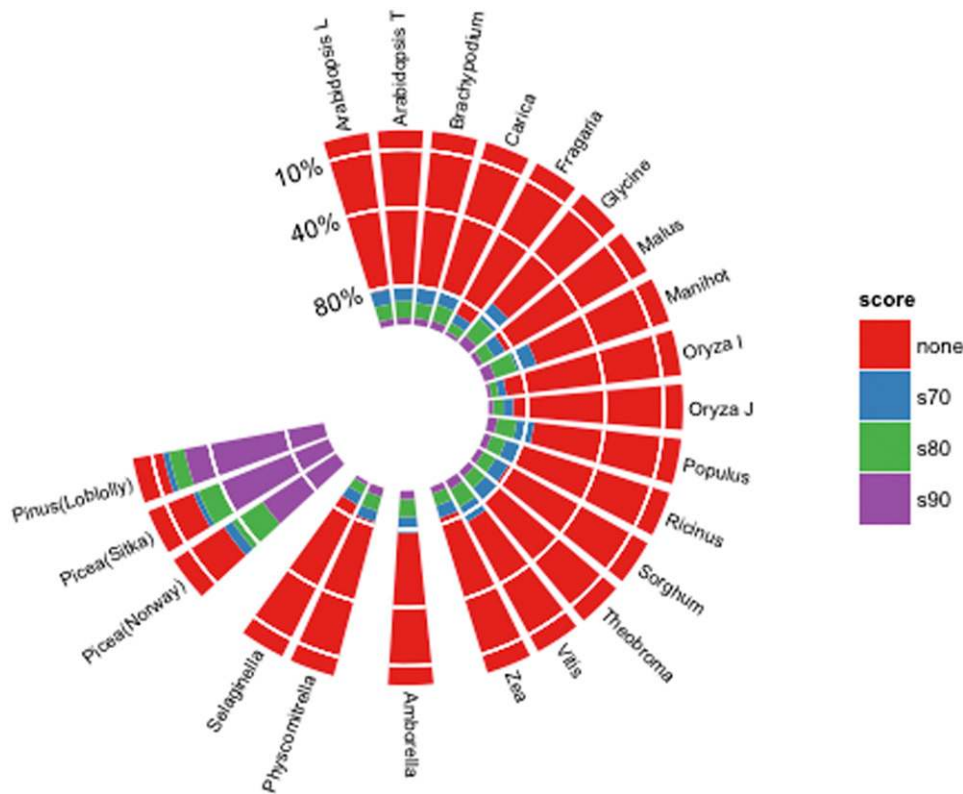 Arabidopsis L
Arabidopsis T
Brachypodium
Carica
Fragaria
Glycine
Malus
Manihot
Oryza I
Oryza J
Populus
Ricinus
Sorghum
Theobroma
Vitis
Zea
Amborella
Physcomitrella
Selaginella
Picea(Norway)
Picea(Sitka)
Pinus(Loblolly)
10%
40%
80%
score
none
s70
s80
s90